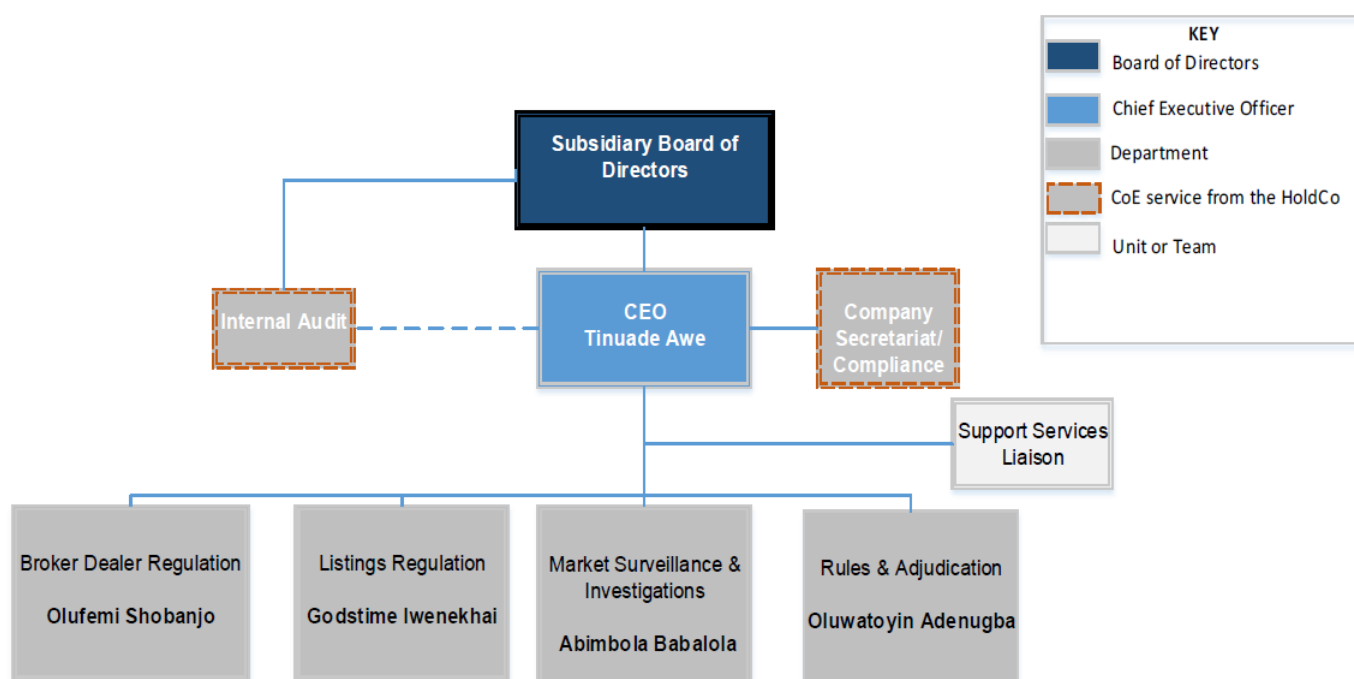 KEY
Board of Directors
Chief Executive Officer
Department
CoE service from the HoldCo
Unit or Team
Subsidiary Board of
Directors
Internal Audit
CEO
Tinuade Awe
Company
Secretariat/
Compliance
Support Services
Liaison
Broker Dealer Regulation
Olufemi Shobanjo
Listings Regulation
Godstime Iwenekhai
Market Surveillance &
Investigations
Abimbola Babalola
Rules & Adjudication
Oluwatoyin Adenugba